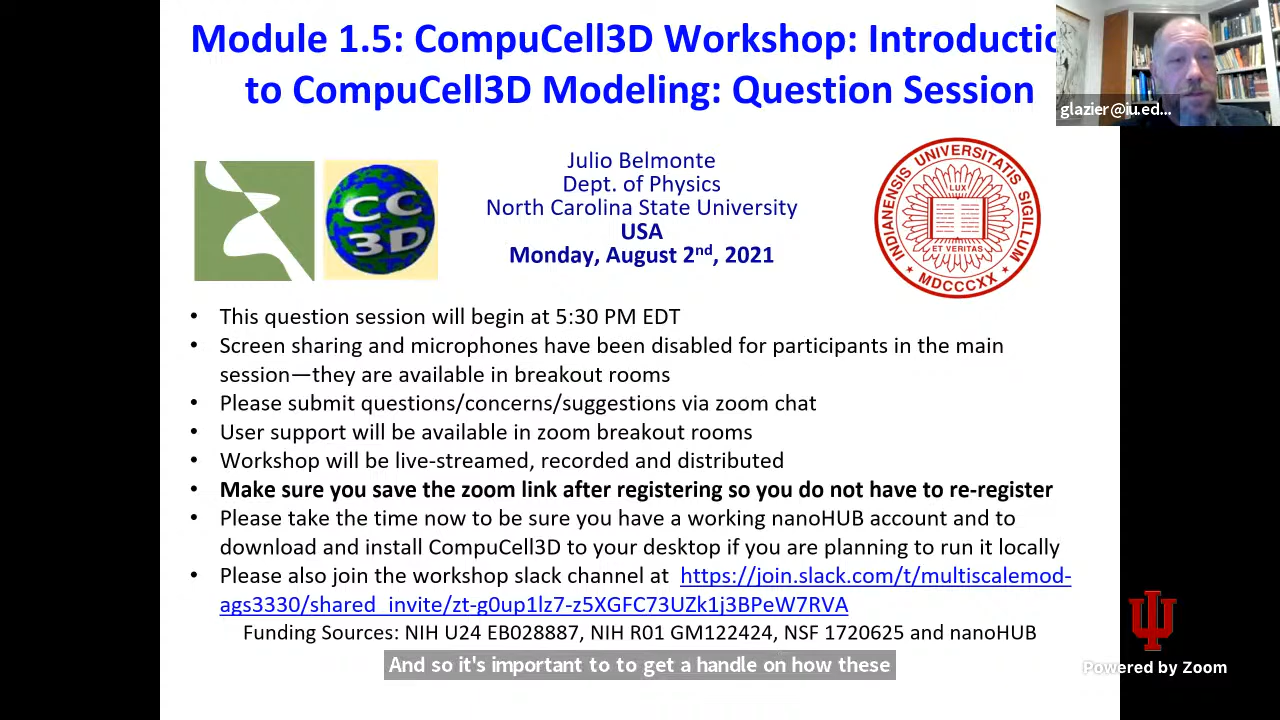 Module 1.5: CompuCell3D Workshop: Introductio
to CompuCell3D Modeling: Question Session
glazier@iu.ed...
CC
3D
Julio Belmonte
Dept. of Physics
North Carolina State University
USA
Monday, August 2nd, 2021
INDIANENSIS UNIVERSITATIS SIGILLUM
LUX
ET VERITAS
MDCCCXX
• This question session will begin at 5:30 PM EDT
• Screen sharing and microphones have been disabled for participants in the main
session—they are available in breakout rooms
• Please submit questions/concerns/suggestions via zoom chat
• User support will be available in zoom breakout rooms
• Workshop will be live-streamed, recorded and distributed
• Make sure you save the zoom link after registering so you do not have to re-register
• Please take the time now to be sure you have a working nanoHUB account and to
download and install CompuCell3D to your desktop if you are planning to run it locally
• Please also join the workshop slack channel at https://join.slack.com/t/multiscalemod-
ags3330/shared_invite/zt-g0up1lz7-z5XGFC73UZk1j3BPeW7RVA
Funding Sources: NIH U24 EB028887, NIH R01 GM122424, NSF 1720625 and nanoHUB
And so it's important to to get a handle on how these
Powered by Zoom